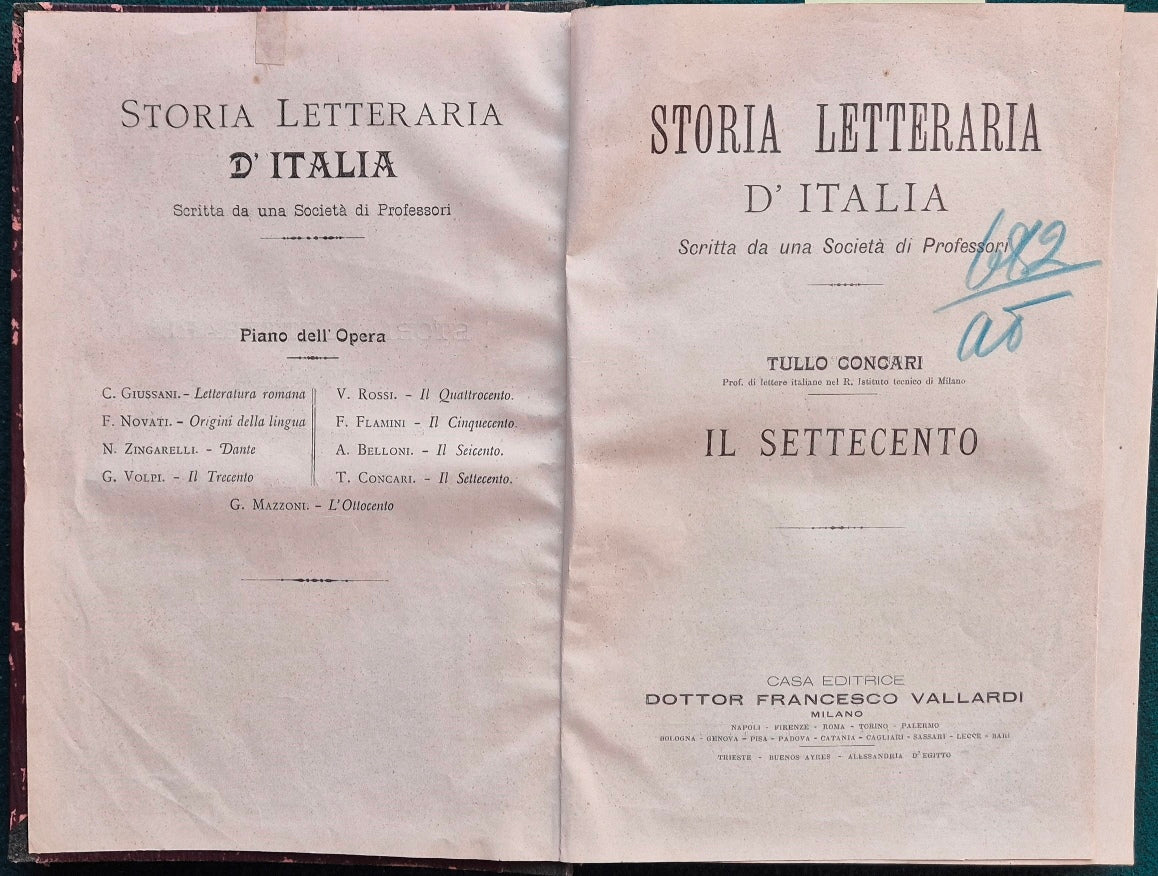 STORIA LETTERARIA
D' ITALIA
Scritta da una Società di Professori
Piano dell' Opera
C. GIUSSANI. - Letteratura romana
F. NOVATI. - Origini della lingua
N. ZINGARELLI. - Dante
G. VOLPI. - Il Trecento
V. ROSSI. - Il Quattrocento.
F. FLAMINI - Il Cinquecento.
A. BELLONI. - Il Seicento.
T. CONCARI. - Il Settecento.
G. MAZZONI. - L'Ottocento
STORIA LETTERARIA
D' ITALIA
Scritta da una Società di Professori
TULLO CONCARI
Prof. di lettere italiane nel R. Istituto tecnico di Milano
IL SETTECENTO
CASA EDITRICE
DOTTOR FRANCESCO VALLARDI
MILANO
NAPOLI - FIRENZE - ROMA - TORINO - PALERMO
BOLOGNA - GENOVA - PISA - PADOVA - CATANIA - CAGLIARI - SASSARI - LECCE - BARI
TRIESTE - BUENOS AYRES - ALESSANDRIA D'EGITTO